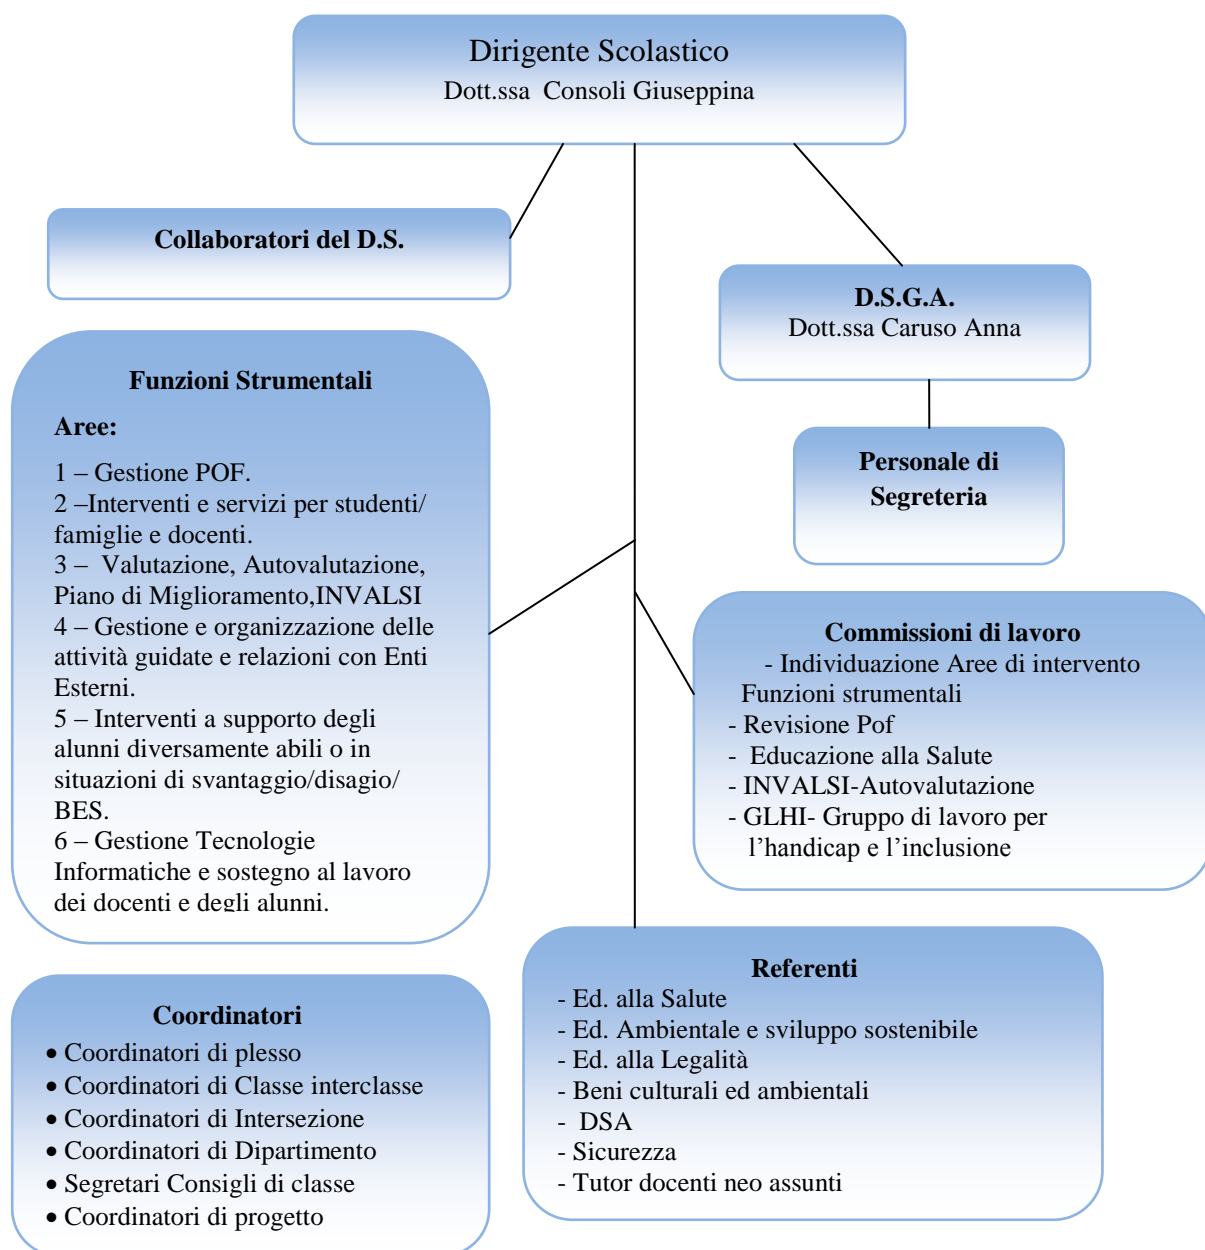 Dirigente Scolastico
Dott.ssa Consoli Giuseppina
Collaboratori del D.S.
D.S.G.A.
Dott.ssa Caruso Anna
Personale di
Segreteria
Funzioni Strumentali
Aree:
1 – Gestione POF.
2 –Interventi e servizi per studenti/
famiglie e docenti.
3 – Valutazione, Autovalutazione,
Piano di Miglioramento,INVALSI
4 – Gestione e organizzazione delle
attività guidate e relazioni con Enti
Esterni.
5 – Interventi a supporto degli
alunni diversamente abili o in
situazioni di svantaggio/disagio/
BES.
6 – Gestione Tecnologie
Informatiche e sostegno al lavoro
dei docenti e degli alunni.
Commissioni di lavoro
- Individuazione Aree di intervento
Funzioni strumentali
- Revisione Pof
- Educazione alla Salute
- INVALSI-Autovalutazione
- GLHI- Gruppo di lavoro per
l'handicap e l'inclusione
Coordinatori
• Coordinatori di plesso
• Coordinatori di Classe interclasse
• Coordinatori di Intersezione
• Coordinatori di Dipartimento
• Segretari Consigli di classe
• Coordinatori di progetto
Referenti
- Ed. alla Salute
- Ed. Ambientale e sviluppo sostenibile
- Ed. alla Legalità
- Beni culturali ed ambientali
- DSA
- Sicurezza
- Tutor docenti neo assunti